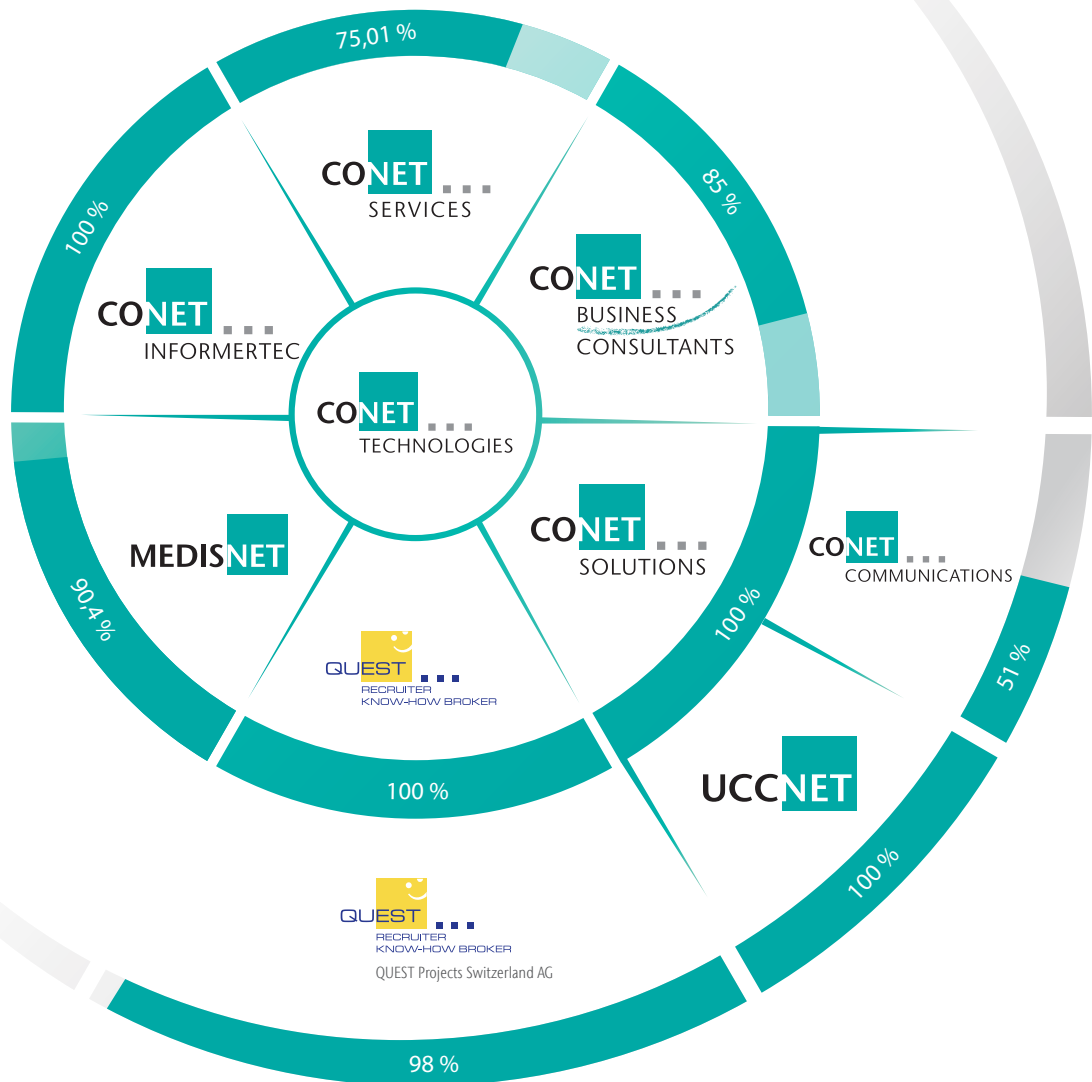 75,01 %
CONET
SERVICES
85 %
CONET
BUSINESS
CONSULTANTS
100 %
CONET
INFORMERTEC
CONET
TECHNOLOGIES
MEDISNET
90,4 %
CONET
SOLUTIONS
100 %
QUEST
RECRUITER
KNOW-HOW BROKER
100 %
CONET
COMMUNICATIONS
51 %
UCCNET
100 %
QUEST
RECRUITER
KNOW-HOW BROKER
QUEST Projects Switzerland AG
98 %